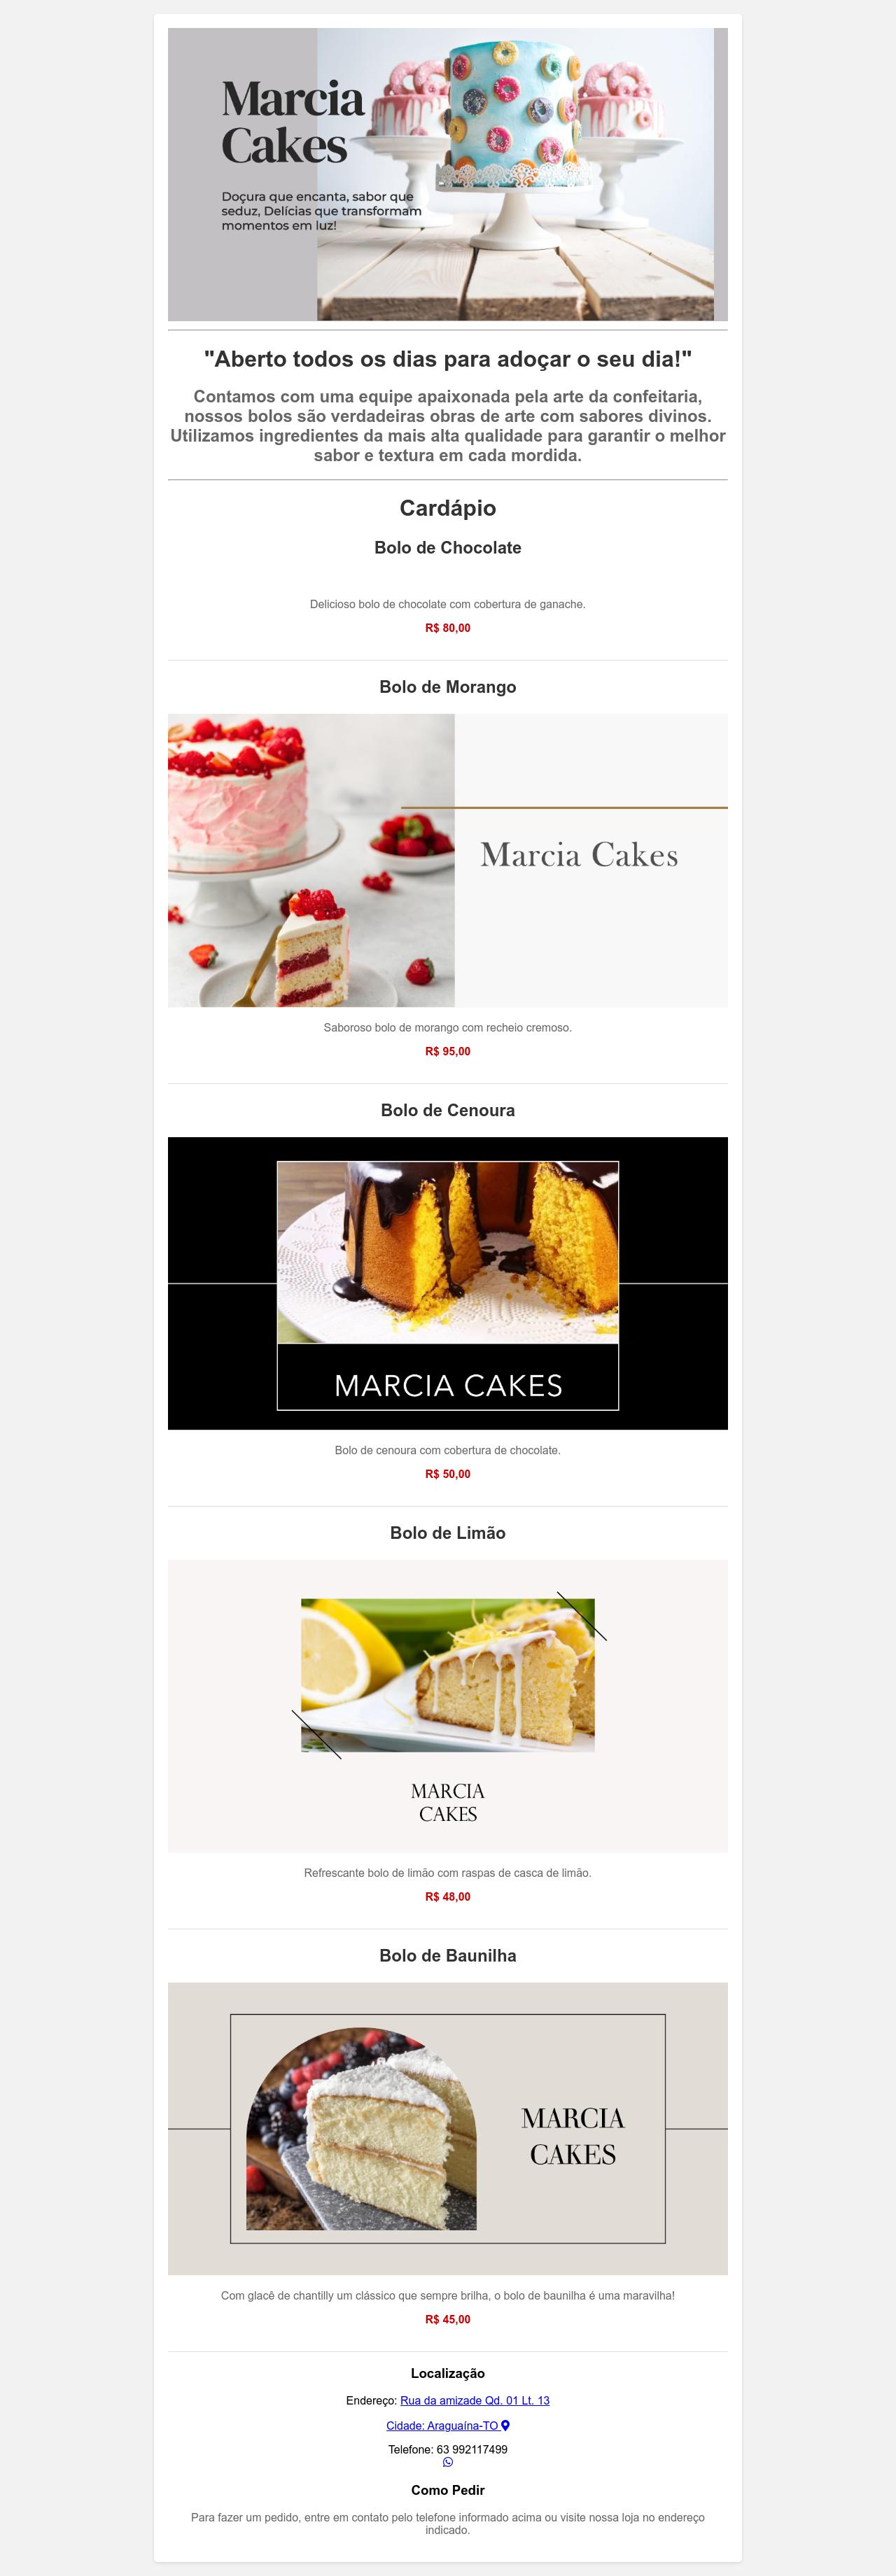 Marcia
Cakes
Doçura que encanta, sabor que
seduz, Delícias que transformam
momentos em luz!
"Aberto todos os dias para adoçar o seu dia!"
Contamos com uma equipe apaixonada pela arte da confeitaria,
nossos bolos são verdadeiras obras de arte com sabores divinos.
Utilizamos ingredientes da mais alta qualidade para garantir o melhor
sabor e textura em cada mordida.
Cardápio
Bolo de Chocolate
Delicioso bolo de chocolate com cobertura de ganache.
R$ 80,00
Bolo de Morango
Marcia Cakes
Saboroso bolo de morango com recheio cremoso.
R$ 95,00
Bolo de Cenoura
MARCIA CAKES
Bolo de cenoura com cobertura de chocolate.
R$ 50,00
Bolo de Limão
MARCIA
CAKES
Refrescante bolo de limão com raspas de casca de limão.
R$ 48,00
Bolo de Baunilha
MARCIA
CAKES
Com glacê de chantilly um clássico que sempre brilha, o bolo de baunilha é uma maravilha!
R$ 45,00
Localização
Endereço: Rua da amizade Qd. 01 Lt. 13
Cidade: Araguaína-TO
Telefone: 63 992117499
Como Pedir
Para fazer um pedido, entre em contato pelo telefone informado acima ou visite nossa loja no endereço
indicado.